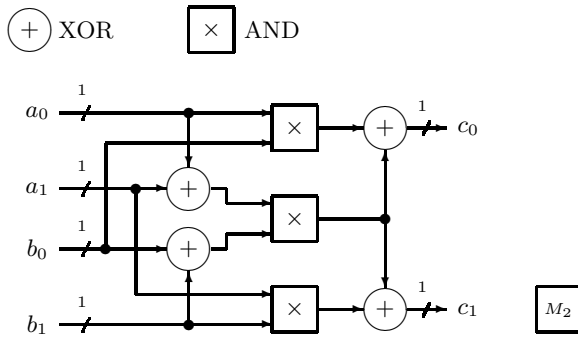 + XOR × AND
1
a₀ × + 1 c₀
1
a₁ + ×
1
b₀ +
1
b₁ × + 1 c₁ M₂